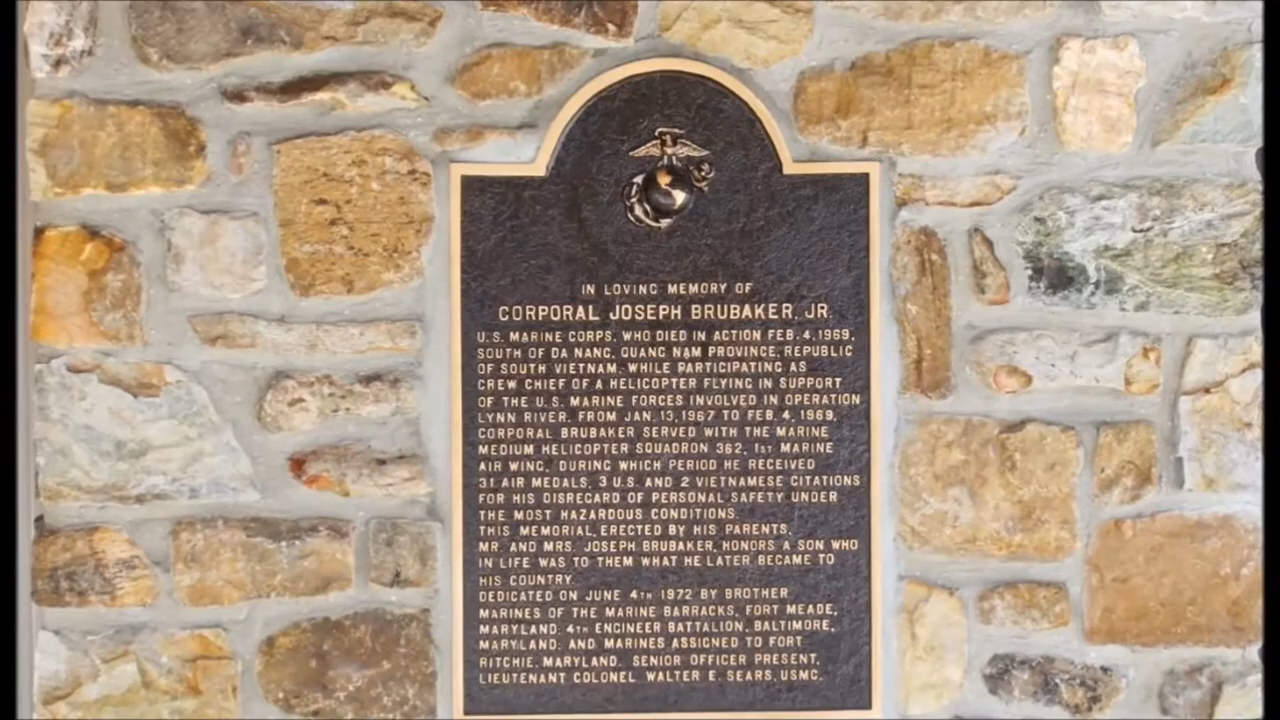 IN LOVING MEMORY OF
CORPORAL JOSEPH BRUBAKER, JR.
U.S. MARINE CORPS, WHO DIED IN ACTION FEB. 4, 1969,
SOUTH OF DA NANG, QUANG NAM PROVINCE, REPUBLIC
OF SOUTH VIETNAM, WHILE PARTICIPATING AS
CREW CHIEF OF A HELICOPTER FLYING IN SUPPORT
OF THE U.S. MARINE FORCES INVOLVED IN OPERATION
LYNN RIVER. FROM JAN. 13, 1967 TO FEB. 4, 1969,
CORPORAL BRUBAKER SERVED WITH THE MARINE
MEDIUM HELICOPTER SQUADRON 362, 1ST MARINE
AIR WING, DURING WHICH PERIOD HE RECEIVED
31 AIR MEDALS, 3 U.S. AND 2 VIETNAMESE CITATIONS
FOR HIS DISREGARD OF PERSONAL SAFETY UNDER
THE MOST HAZARDOUS CONDITIONS.
THIS MEMORIAL, ERECTED BY HIS PARENTS,
MR. AND MRS. JOSEPH BRUBAKER, HONORS A SON WHO
IN LIFE WAS TO THEM WHAT HE LATER BECAME TO
HIS COUNTRY.
DEDICATED ON JUNE 4TH 1972 BY BROTHER
MARINES OF THE MARINE BARRACKS, FORT MEADE,
MARYLAND; 4TH ENGINEER BATTALION, BALTIMORE,
MARYLAND; AND MARINES ASSIGNED TO FORT
RITCHIE, MARYLAND. SENIOR OFFICER PRESENT,
LIEUTENANT COLONEL WALTER E. SEARS, USMC.